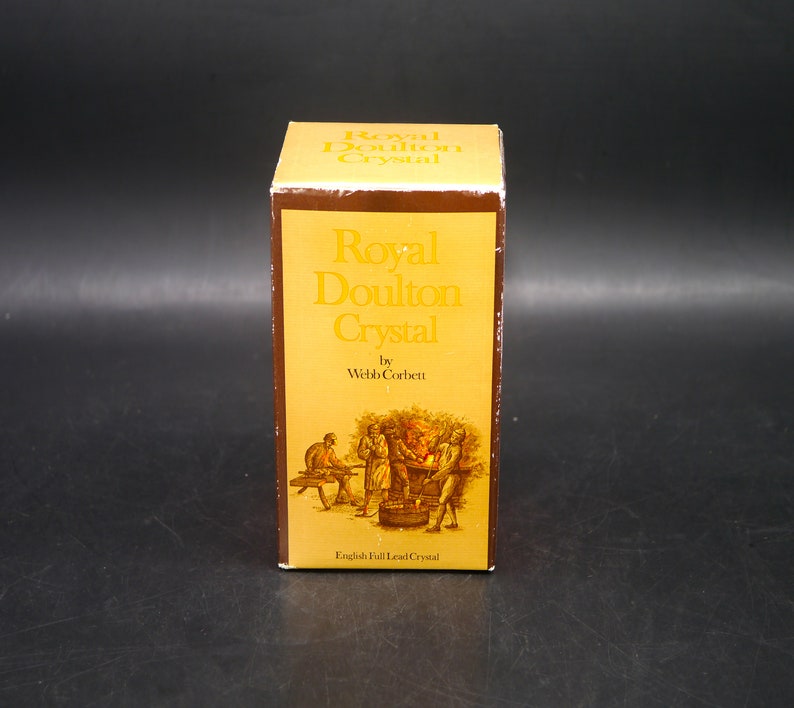 Royal
Doulton
Crystal
Royal
Doulton
Crystal
by
Webb Corbett
English Full Lead Crystal